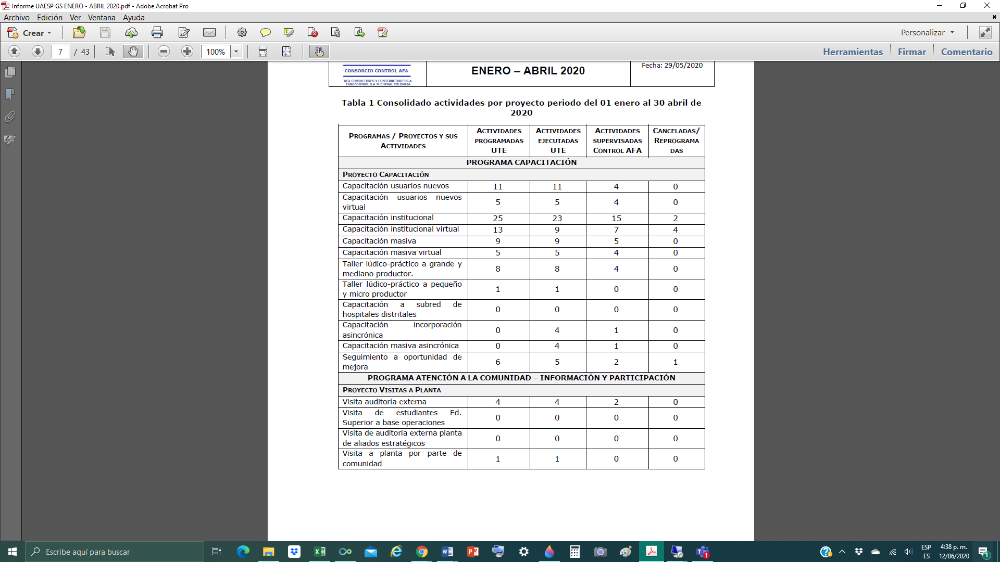 Informe UAESP GS ENERO - ABRIL 2020.pdf - Adobe Acrobat Pro
Archivo Edición Ver Ventana Ayuda
Crear
Personalizar
7 / 43
100%
Herramientas Firmar Comentario
CONSORCIO CONTROL AFA
AFA CONSULTORES Y CONSTRUCTORES S.A
EUROCONTROL S.A SUCURSAL COLOMBIA
ENERO – ABRIL 2020
Fecha: 29/05/2020
Tabla 1 Consolidado actividades por proyecto periodo del 01 enero al 30 abril de
2020
PROGRAMAS / PROYECTOS Y SUS
ACTIVIDADES
ACTIVIDADES
PROGRAMADAS
UTE
ACTIVIDADES
EJECUTADAS
UTE
ACTIVIDADES
SUPERVISADAS
CONTROL AFA
CANCELADAS/
REPROGRAMA
DAS
PROGRAMA CAPACITACIÓN
PROYECTO CAPACITACIÓN
Capacitación usuarios nuevos 11 11 4 0
Capacitación usuarios nuevos
virtual
5 5 4 0
Capacitación institucional 25 23 15 2
Capacitación institucional virtual 13 9 7 4
Capacitación masiva 9 9 5 0
Capacitación masiva virtual 5 5 4 0
Taller lúdico-práctico a grande y
mediano productor.
8 8 4 0
Taller lúdico-práctico a pequeño
y micro productor
1 1 0 0
Capacitación a subred de
hospitales distritales
0 0 0 0
Capacitación incorporación
asincrónica
0 4 1 0
Capacitación masiva asincrónica 0 4 1 0
Seguimiento a oportunidad de
mejora
6 5 2 1
PROGRAMA ATENCIÓN A LA COMUNIDAD – INFORMACIÓN Y PARTICIPACIÓN
PROYECTO VISITAS A PLANTA
Visita auditoría externa 4 4 2 0
Visita de estudiantes Ed.
Superior a base operaciones
0 0 0 0
Visita de auditoría externa planta
de aliados estratégicos
0 0 0 0
Visita a planta por parte de
comunidad
1 1 0 0
Escribe aquí para buscar
ESP
ES
4:38 p. m.
12/06/2020
1
1